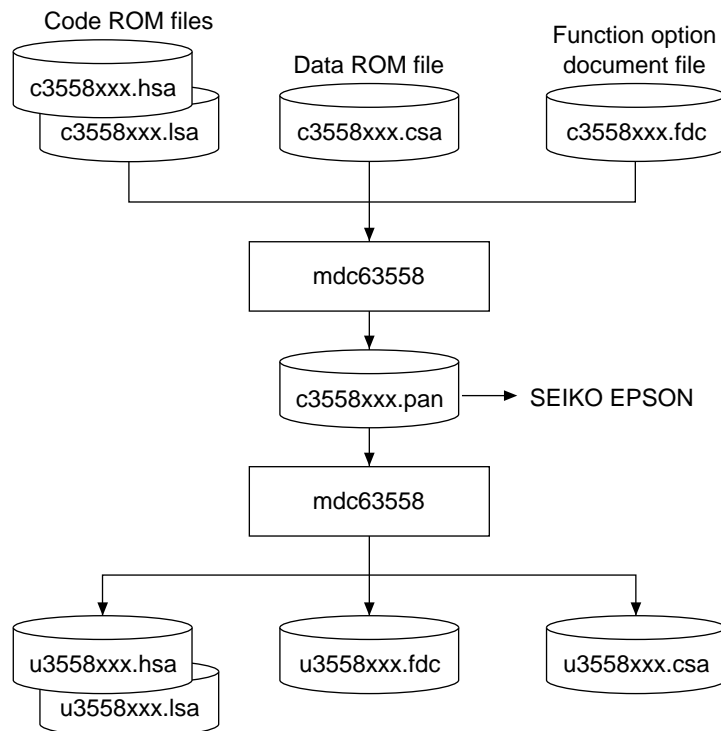 Code ROM files
c3558xxx.hsa
c3558xxx.lsa
Data ROM file
c3558xxx.csa
Function option
document file
c3558xxx.fdc
mdc63558
c3558xxx.pan
SEIKO EPSON
mdc63558
u3558xxx.hsa
u3558xxx.lsa
u3558xxx.fdc
u3558xxx.csa